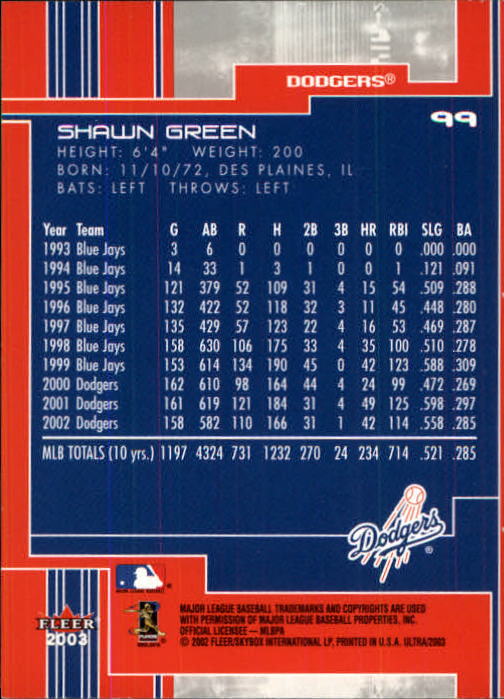 DODGERS®
99
SHAWN GREEN
HEIGHT: 6'4" WEIGHT: 200
BORN: 11/10/72, DES PLAINES, IL
BATS: LEFT THROWS: LEFT
Year Team G AB R H 2B 3B HR RBI SLG BA
1993 Blue Jays 3 6 0 0 0 0 0 0 .000 .000
1994 Blue Jays 14 33 1 3 1 0 0 1 .121 .091
1995 Blue Jays 121 379 52 109 31 4 15 54 .509 .288
1996 Blue Jays 132 422 52 118 32 3 11 45 .448 .280
1997 Blue Jays 135 429 57 123 22 4 16 53 .469 .287
1998 Blue Jays 158 630 106 175 33 4 35 100 .510 .278
1999 Blue Jays 153 614 134 190 45 0 42 123 .588 .309
2000 Dodgers 162 610 98 164 44 4 24 99 .472 .269
2001 Dodgers 161 619 121 184 31 4 49 125 .598 .297
2002 Dodgers 158 582 110 166 31 1 42 114 .558 .285
MLB TOTALS (10 yrs.) 1197 4324 731 1232 270 24 234 714 .521 .285
Dodgers®
FLEER
2003
MAJOR LEAGUE BASEBALL TRADEMARKS AND COPYRIGHTS ARE USED
WITH PERMISSION OF MAJOR LEAGUE BASEBALL PROPERTIES, INC.
OFFICIAL LICENSEE — MLBPA
© 2002 FLEER/SKYBOX INTERNATIONAL LP, PRINTED IN U.S.A. ULTRA/2003